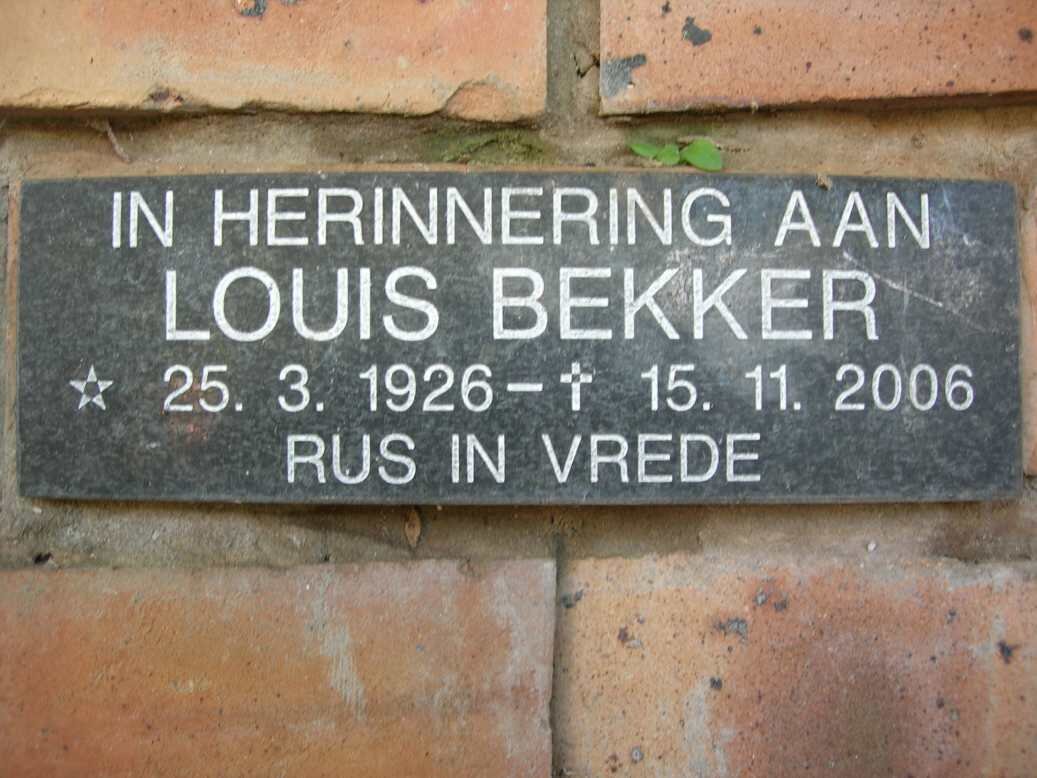 IN HERINNERING AAN
LOUIS BEKKER
☆ 25. 3. 1926 – ✝ 15. 11. 2006
RUS IN VREDE